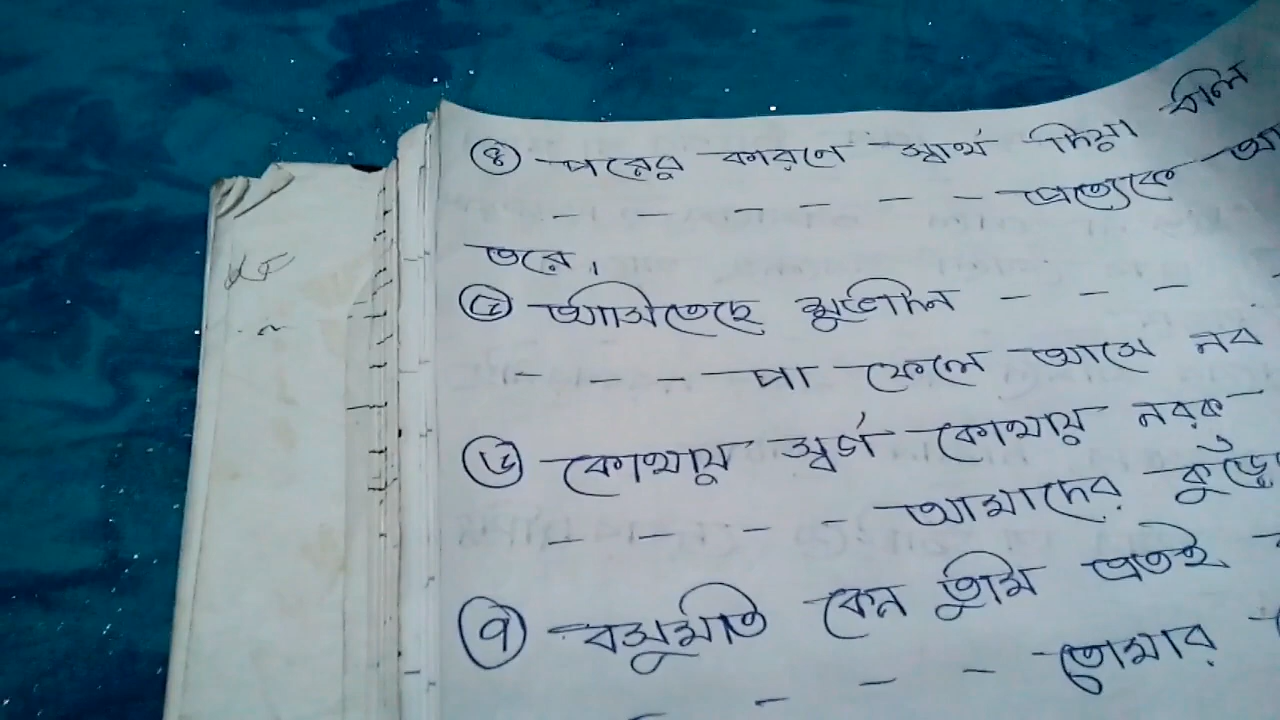 ৪ পরের কারণে স্বার্থ দিয়া বলি
- - - - - - প্রত্যেকে
তরে।
৫ আসিতেছে শুভদিন - - -
- - - পা ফেলে আসে নব
৬ কোথায় স্বর্গ কোথায় নরক
- - - - আমাদের কুঁড়ে
৭ বসুমতি কেন তুমি এতই
- - - - তোমার